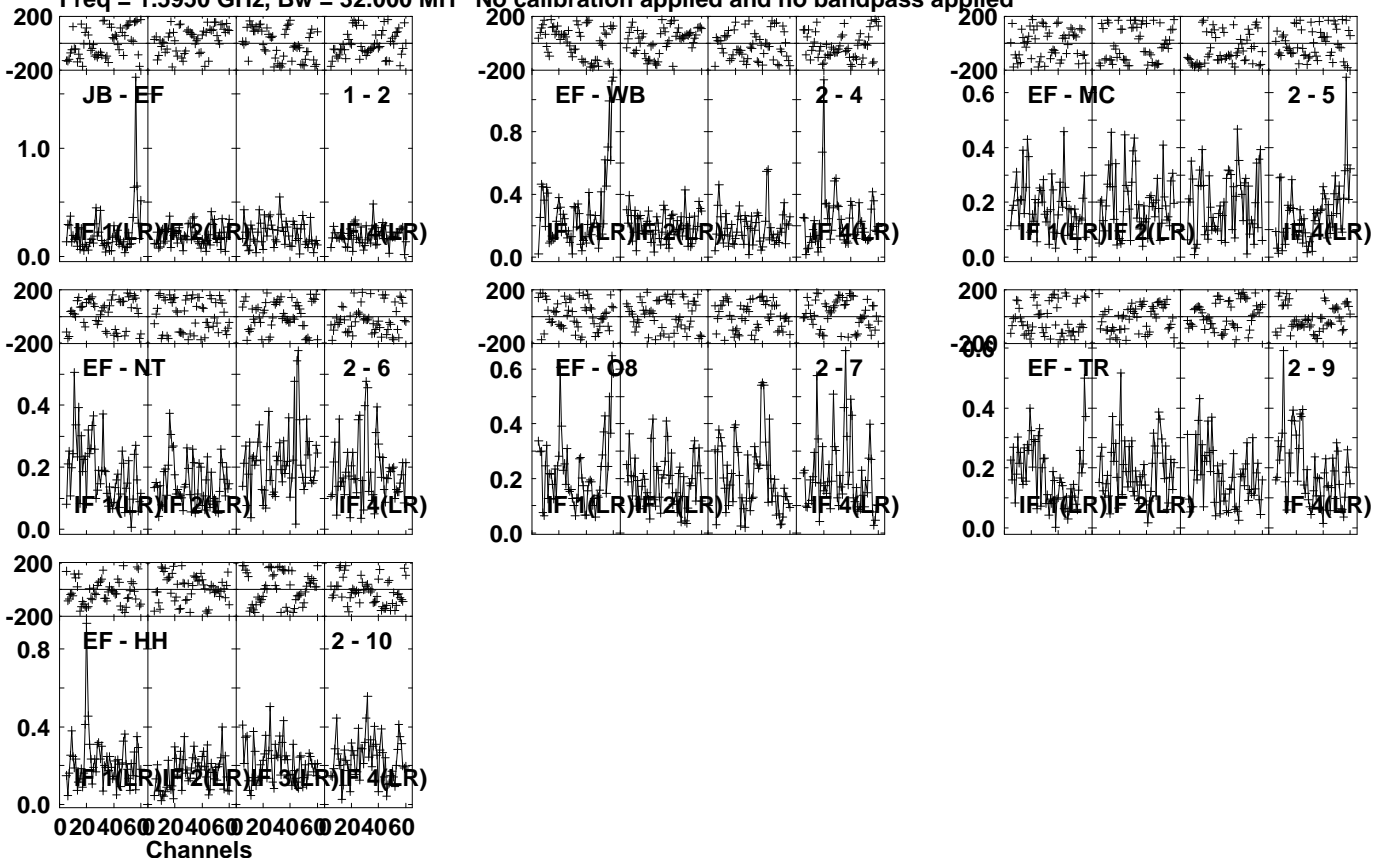 Freq = 1.5950 GHz, Bw = 32.000 MH No calibration applied and no bandpass applied
200
-200
JB - EF 1 - 2
1.0
0.0
IF 1(LR) IF 2(LR) IF 4(LR)
200
-200
EF - WB 2 - 4
0.8
0.4
0.0
IF 1(LR) IF 2(LR) IF 4(LR)
200
-200
EF - MC 2 - 5
0.6
0.4
0.2
0.0
IF 1(LR) IF 2(LR) IF 4(LR)
200
-200
EF - NT 2 - 6
0.4
0.2
0.0
IF 1(LR) IF 2(LR) IF 4(LR)
200
-200
EF - O8 2 - 7
0.6
0.4
0.2
0.0
IF 1(LR) IF 2(LR) IF 4(LR)
200
-200
0.6
EF - TR 2 - 9
0.4
0.2
0.0
IF 1(LR) IF 2(LR) IF 4(LR)
200
-200
EF - HH 2 - 10
0.8
0.4
0.0
IF 1(LR) IF 2(LR) IF 3(LR) IF 4(LR)
0 20 40 60 0 20 40 60 0 20 40 60 0 20 40 60
Channels